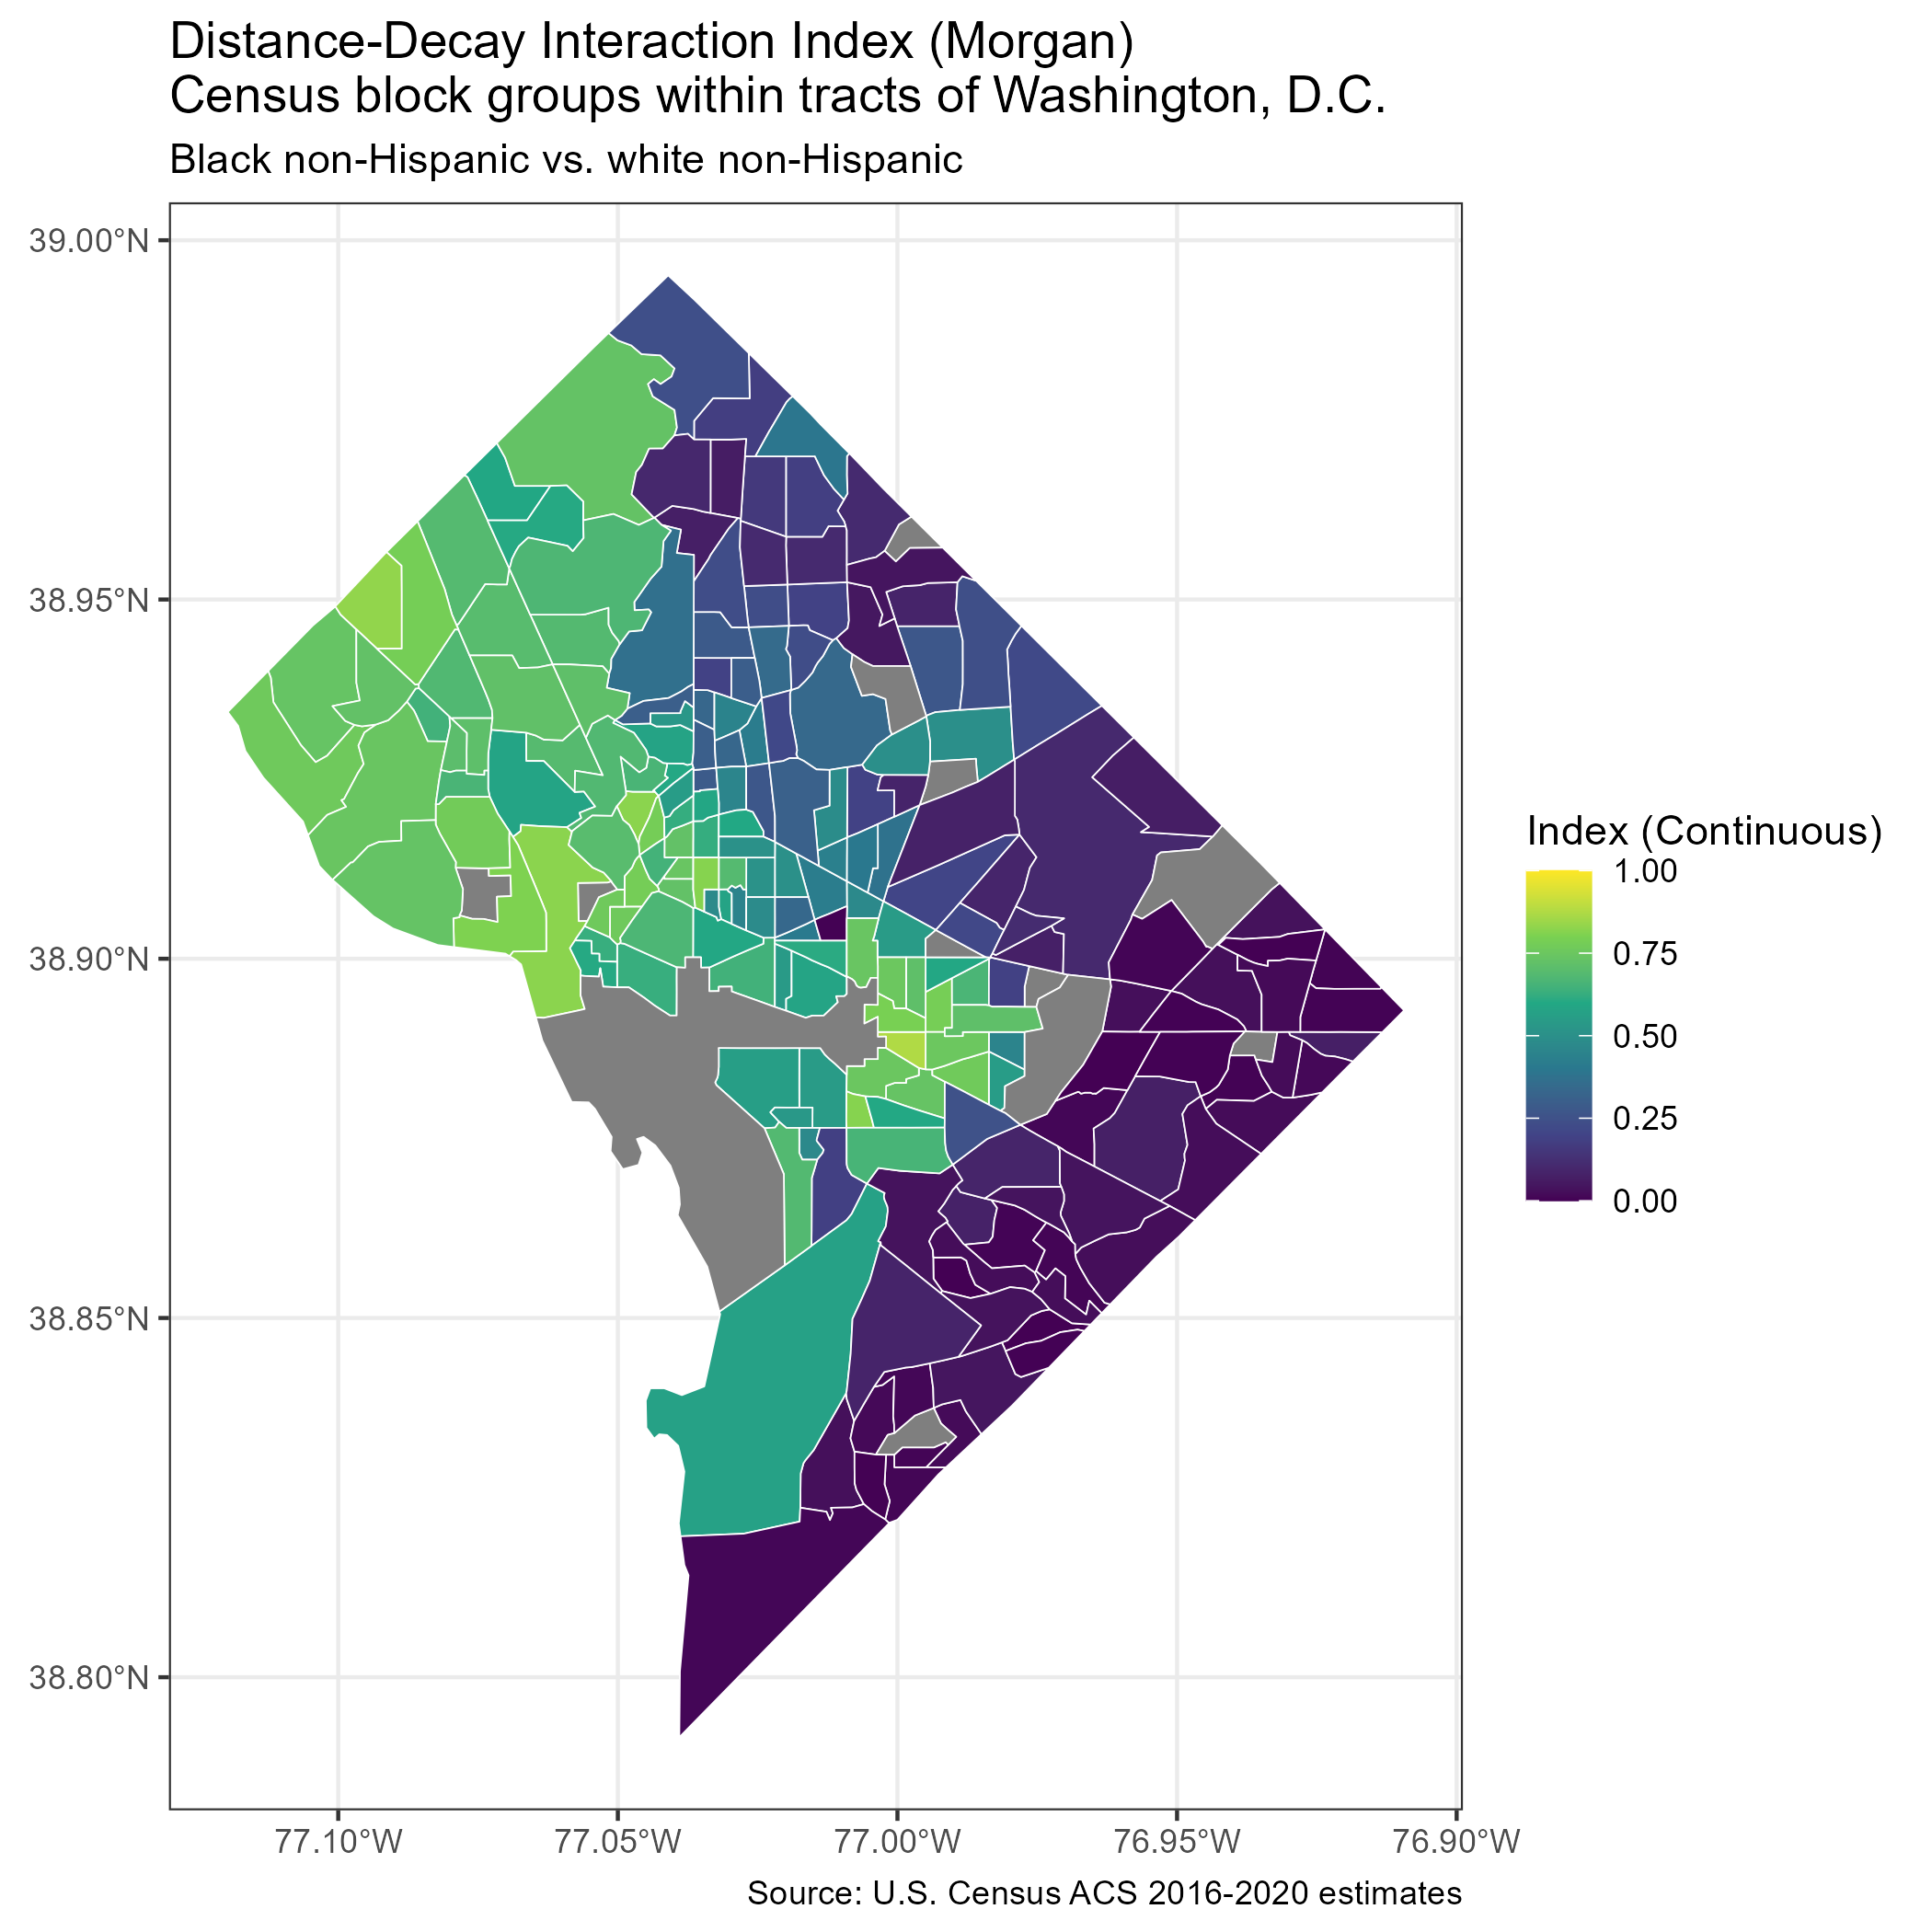 Distance-Decay Interaction Index (Morgan)
Census block groups within tracts of Washington, D.C.
Black non-Hispanic vs. white non-Hispanic
39.00°N
38.95°N
38.90°N
38.85°N
38.80°N
77.10°W
77.05°W
77.00°W
76.95°W
76.90°W
Index (Continuous)
1.00
0.75
0.50
0.25
0.00
Source: U.S. Census ACS 2016-2020 estimates